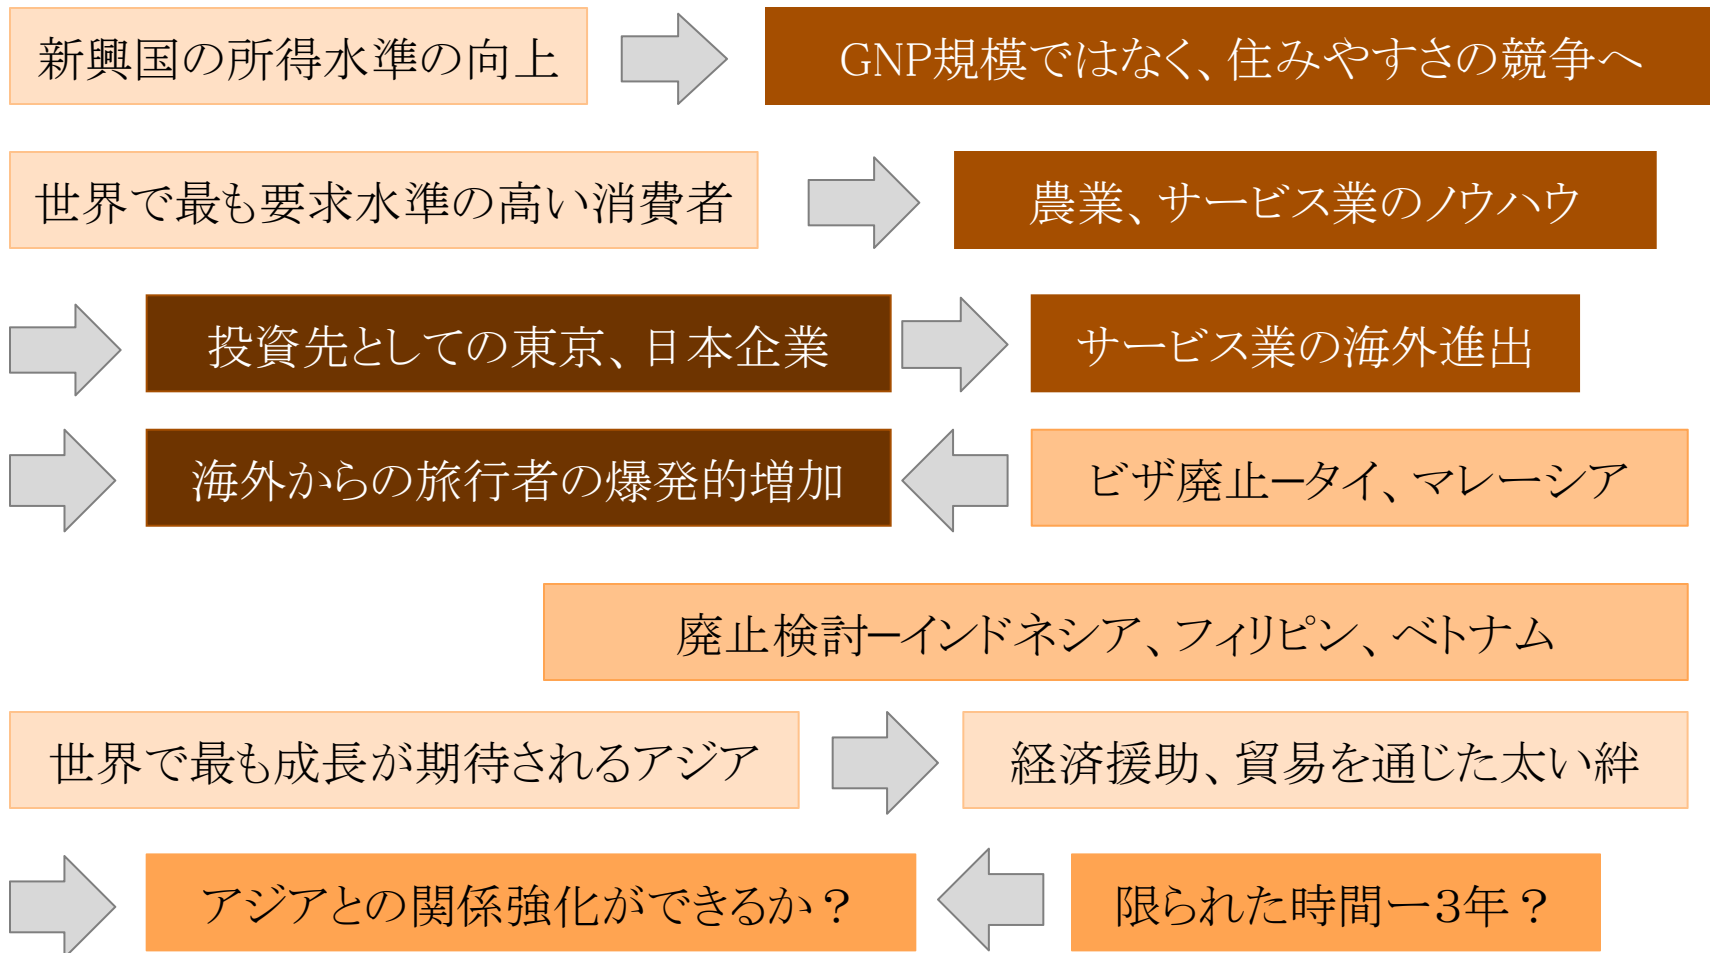 新興国の所得水準の向上
GNP規模ではなく、住みやすさの競争へ
世界で最も要求水準の高い消費者
農業、サービス業のノウハウ
投資先としての東京、日本企業
サービス業の海外進出
海外からの旅行者の爆発的増加
ビザ廃止ータイ、マレーシア
廃止検討ーインドネシア、フィリピン、ベトナム
世界で最も成長が期待されるアジア
経済援助、貿易を通じた太い絆
アジアとの関係強化ができるか？
限られた時間ー3年？